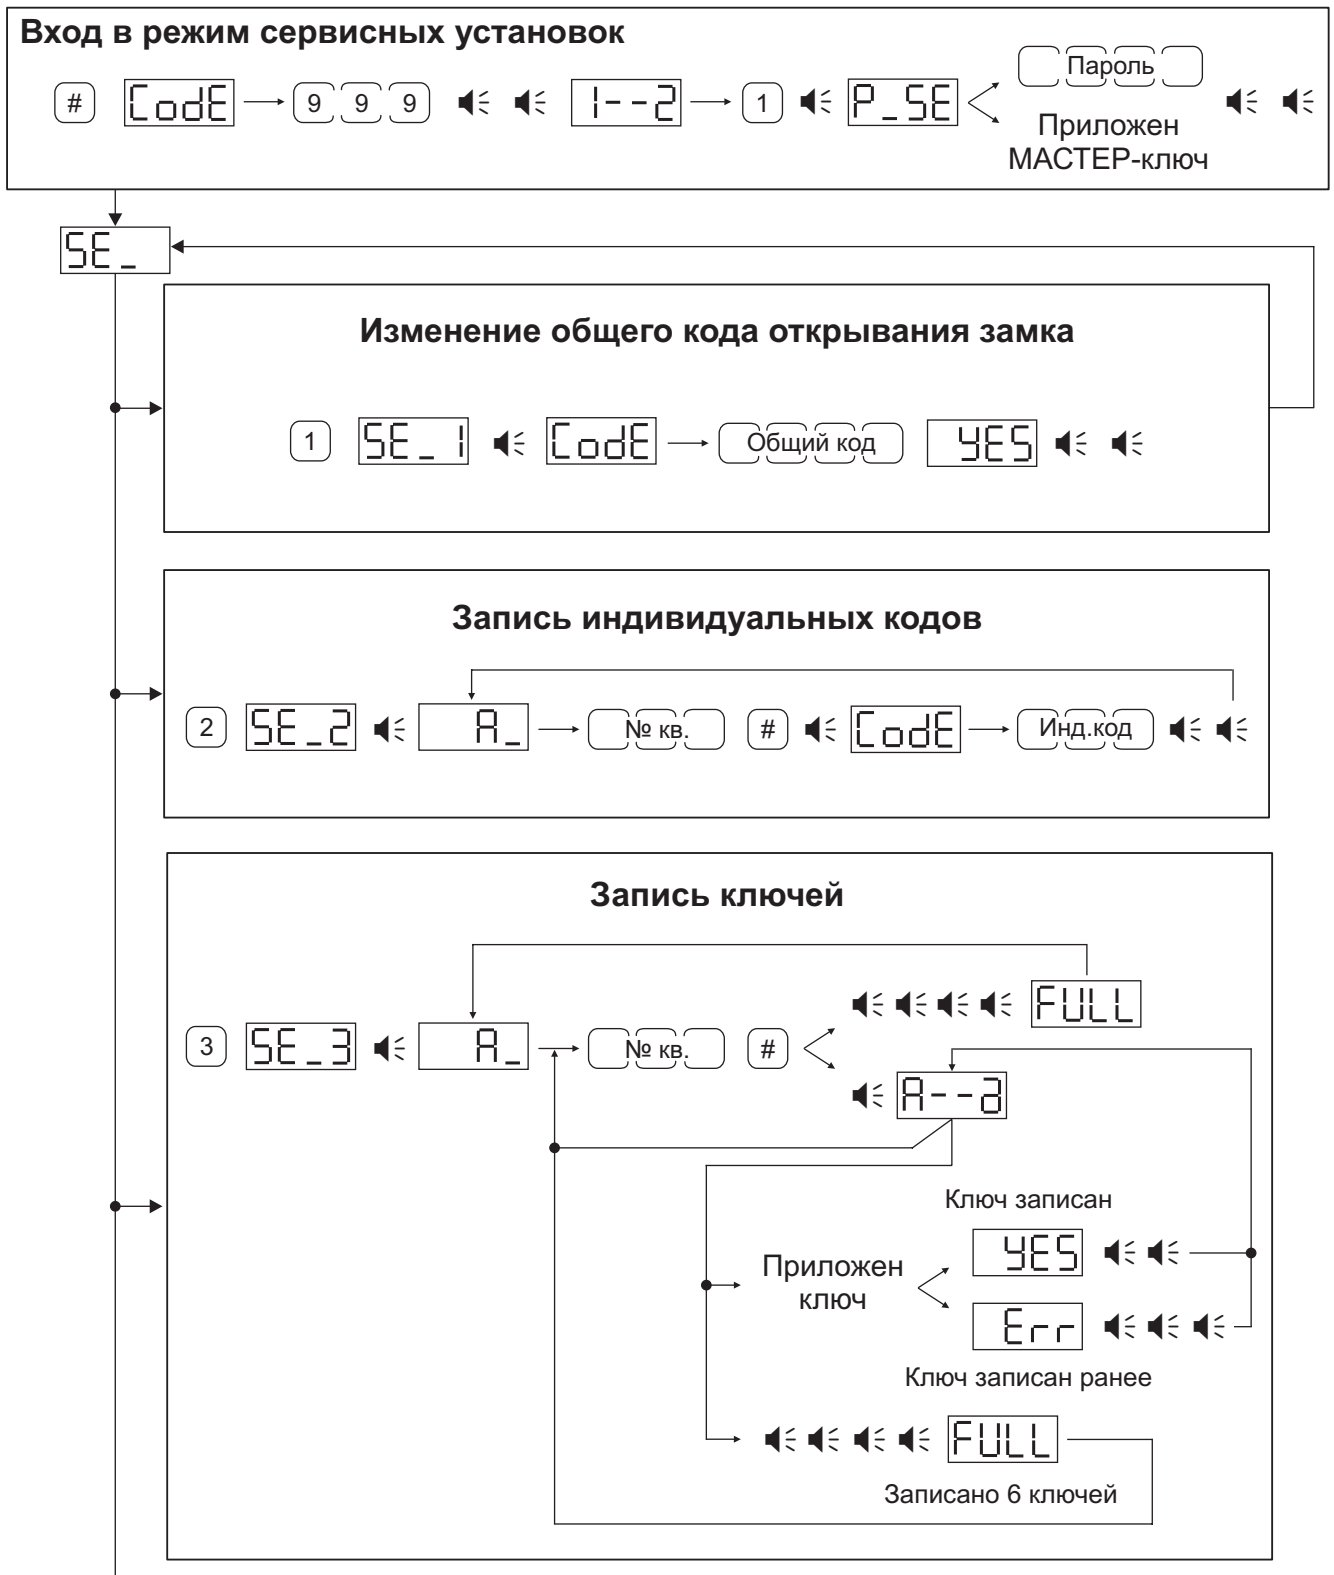 Вход в режим сервисных установок
# CodE 9 9 9 1--2 1 P_SE Пароль
Приложен
МАСТЕР-ключ
SE_
Изменение общего кода открывания замка
1 SE_1 CodE Общий код YES
Запись индивидуальных кодов
2 SE_2 A_ № кв. # CodE Инд.код
Запись ключей
FULL
3 SE_3 A_ № кв. #
A--a
Ключ записан
YES
Приложен
ключ
Err
Ключ записан ранее
FULL
Записано 6 ключей